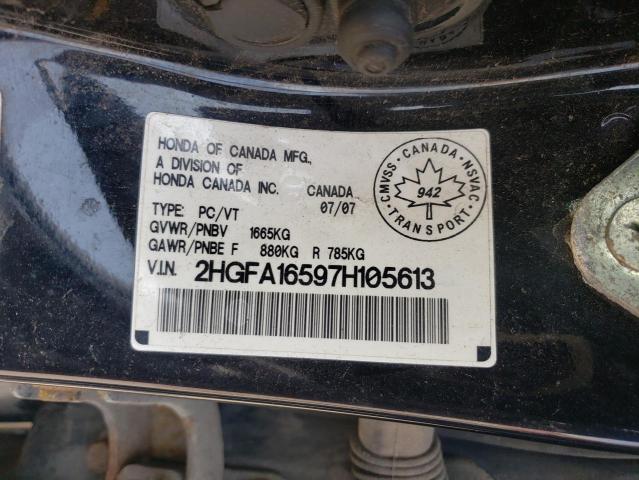 HONDA OF CANADA MFG.,
A DIVISION OF
HONDA CANADA INC. CANADA
07/07
TYPE: PC/VT
GVWR/PNBV 1665KG
GAWR/PNBE F 880KG R 785KG
V.I.N. 2HGFA16597H105613
CMVSS · CANADA · NSVAC · TRANSPORT ·
942